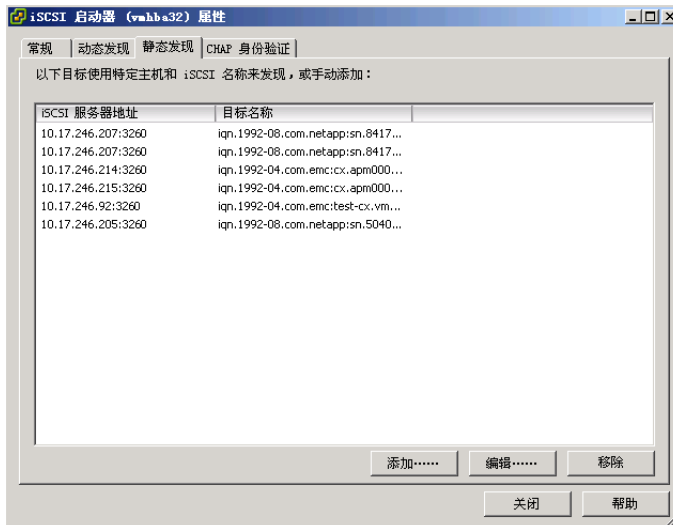 iSCSI 启动器 (vmhba32) 属性
常规 动态发现 静态发现 CHAP 身份验证
以下目标使用特定主机和 iSCSI 名称来发现，或手动添加：
iSCSI 服务器地址 目标名称
10.17.246.207:3260 iqn.1992-08.com.netapp:sn.8417...
10.17.246.207:3260 iqn.1992-08.com.netapp:sn.8417...
10.17.246.214:3260 iqn.1992-04.com.emc:cx.apm000...
10.17.246.215:3260 iqn.1992-04.com.emc:cx.apm000...
10.17.246.92:3260 iqn.1992-04.com.emc:test-cx.vm...
10.17.246.205:3260 iqn.1992-08.com.netapp:sn.5040...
添加…… 编辑…… 移除
关闭 帮助